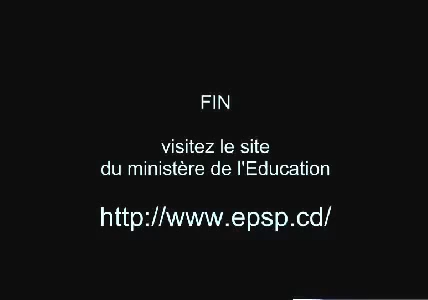 FIN
visitez le site
du ministère de l'Education
http://www.epsp.cd/